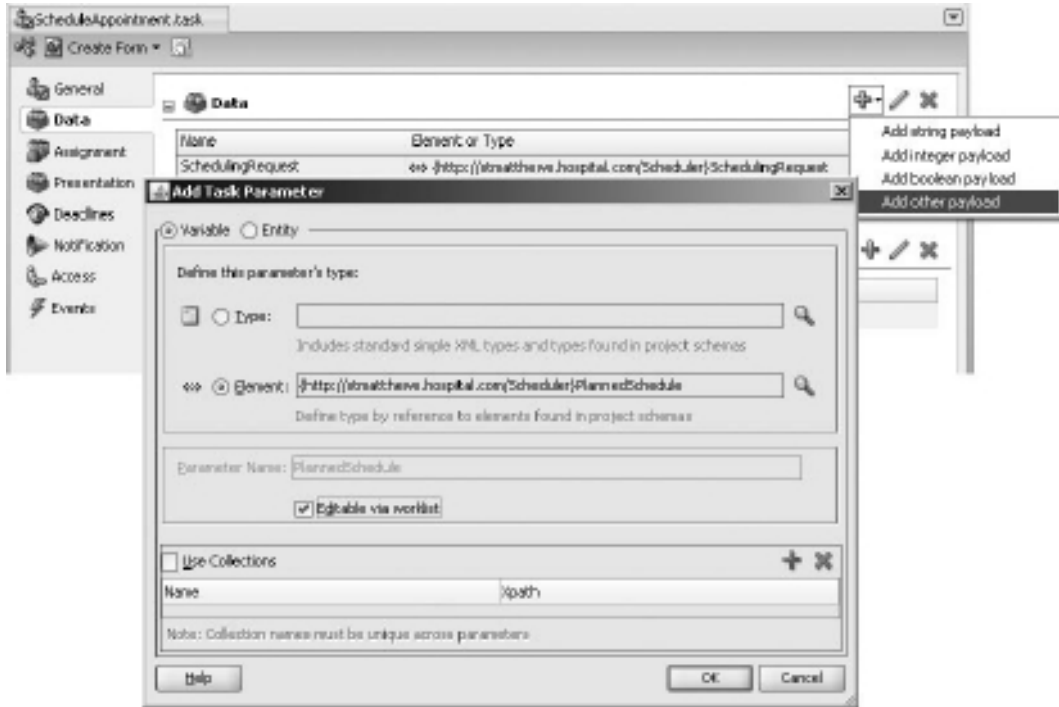 ScheduleAppointment.task
Create Form
General
Data
Assignment
Presentation
Deadlines
Notification
Access
Events
Data
Name Element or Type
SchedulingRequest {http://stmatthews.hospital.com/Scheduler}SchedulingRequest
Add string payload
Add integer payload
Add boolean payload
Add other payload
Add Task Parameter
Variable Entity
Define this parameter's type:
Type:
Includes standard simple XML types and types found in project schemas
Element: {http://stmatthews.hospital.com/Scheduler}PlannedSchedule
Define type by reference to elements found in project schemas
Parameter Name: PlannedSchedule
Editable via worklist
Use Collections
Name Xpath
Note: Collection names must be unique across parameters
Help OK Cancel